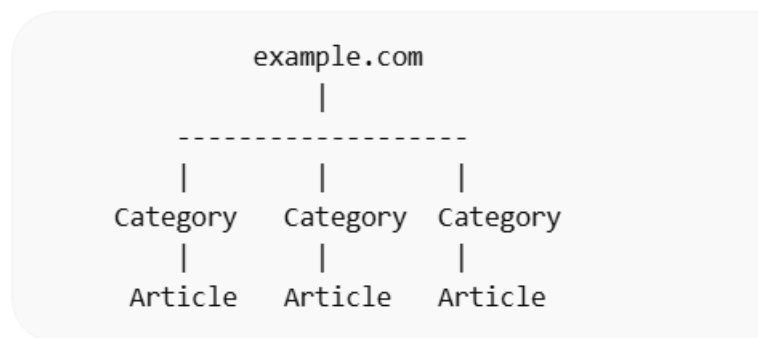 example.com
|
-------------------
| | |
Category Category Category
| | |
Article Article Article